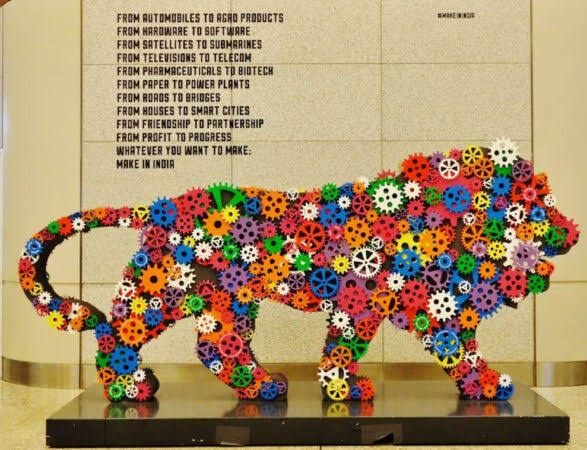 FROM AUTOMOBILES TO AGRO PRODUCTS
FROM HARDWARE TO SOFTWARE
FROM SATELLITES TO SUBMARINES
FROM TELEVISIONS TO TELECOM
FROM PHARMACEUTICALS TO BIOTECH
FROM PAPER TO POWER PLANTS
FROM ROADS TO BRIDGES
FROM HOUSES TO SMART CITIES
FROM FRIENDSHIP TO PARTNERSHIP
FROM PROFIT TO PROGRESS
WHATEVER YOU WANT TO MAKE:
MAKE IN INDIA
#MAKEININDIA